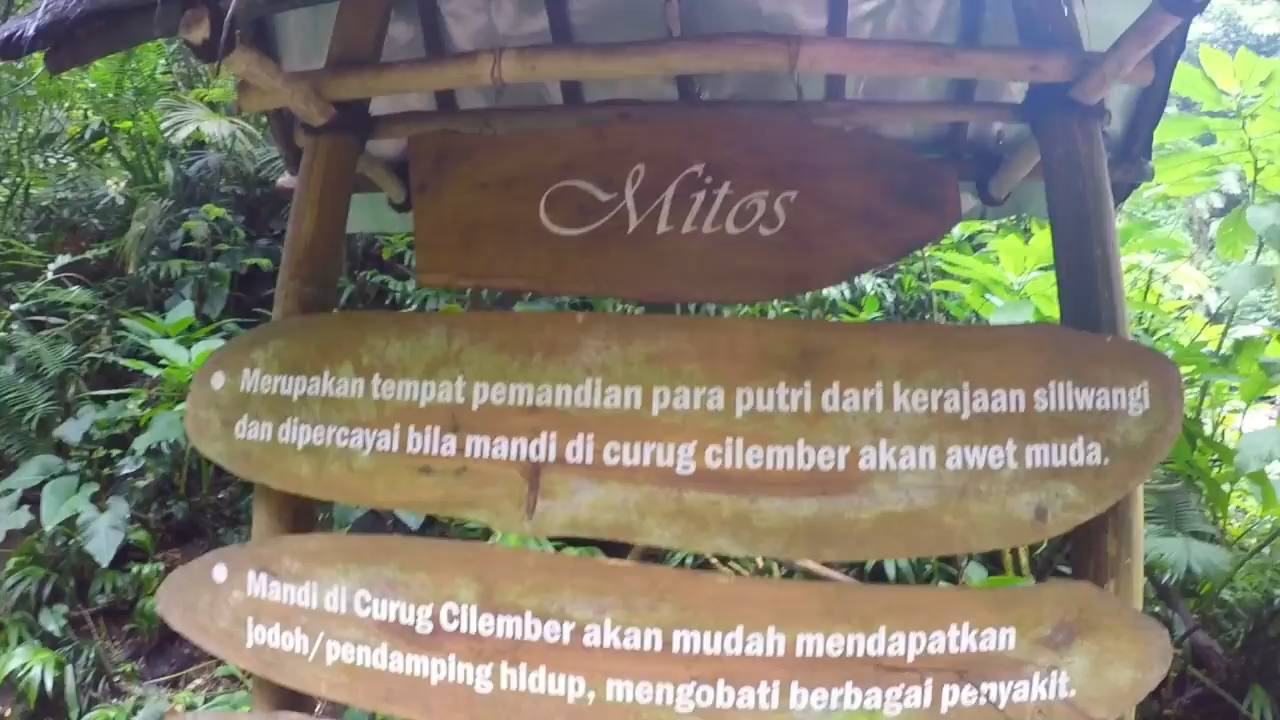 Mitos
• Merupakan tempat pemandian para putri dari kerajaan siliwangi
dan dipercayai bila mandi di curug cilember akan awet muda.
• Mandi di Curug Cilember akan mudah mendapatkan
jodoh/pendamping hidup, mengobati berbagai penyakit.